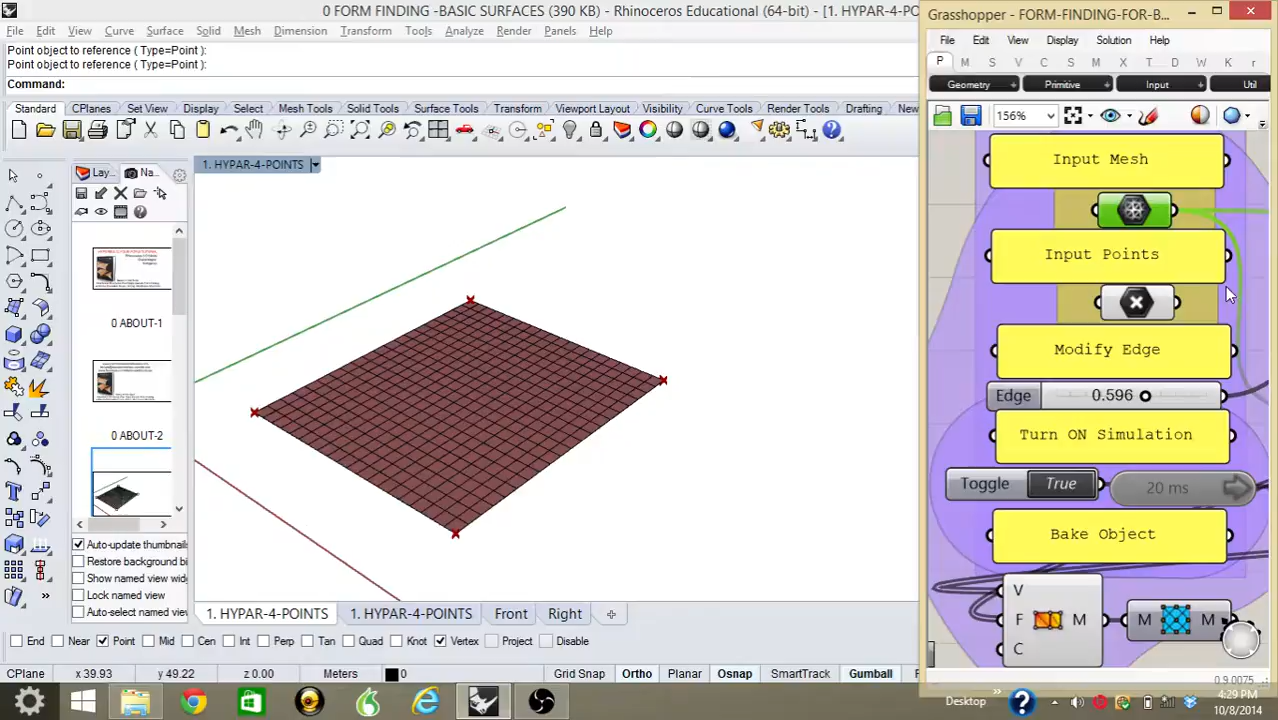 0 FORM FINDING -BASIC SURFACES (390 KB) - Rhinoceros Educational (64-bit) - [1. HYPAR-4-PO
File Edit View Curve Surface Solid Mesh Dimension Transform Tools Analyze Render Panels Help
Point object to reference ( Type=Point):
Point object to reference ( Type=Point):
Command:
Standard CPlanes Set View Display Select Mesh Tools Solid Tools Surface Tools Transform Viewport Layout Visibility Curve Tools Render Tools Drafting New
1. HYPAR-4-POINTS
Lay... Na...
0 ABOUT-1
0 ABOUT-2
Auto-update thumbnails
Restore background bi
Show named view wid
Lock named view
Auto-select named view
1. HYPAR-4-POINTS 1. HYPAR-4-POINTS Front Right
End Near Point Mid Cen Int Perp Tan Quad Knot Vertex Project Disable
CPlane x 39.93 y 49.22 z 0.00 Meters 0 Grid Snap Ortho Planar Osnap SmartTrack Gumball F
Grasshopper - FORM-FINDING-FOR-B...
File Edit View Display Solution Help
P M S V C S M X T D W K r
Geometry Primitive Input Util
156%
Input Mesh
Input Points
Modify Edge
Edge 0.596
Turn ON Simulation
Toggle True 20 ms
Bake Object
V
F M M M
C
0.9.0075
Desktop 4:29 PM
10/8/2014